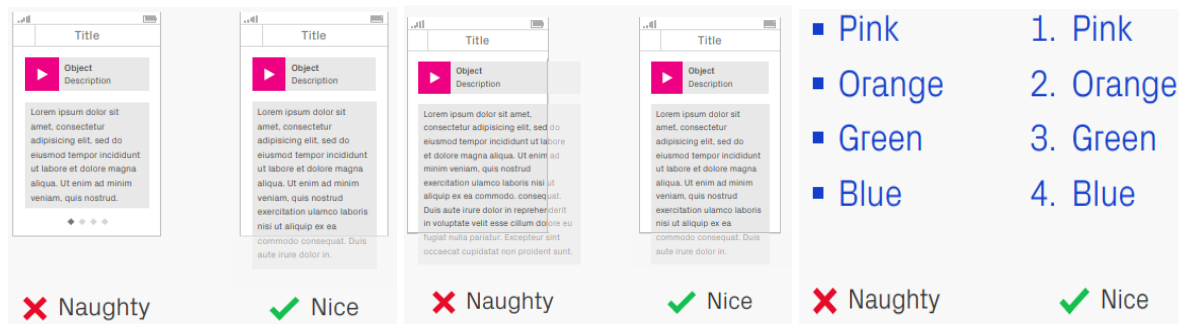 Title
Object
Description
Lorem ipsum dolor sit
amet, consectetur
adipisicing elit, sed do
eiusmod tempor incididunt
ut labore et dolore magna
aliqua. Ut enim ad minim
veniam, quis nostrud.
Naughty
Title
Object
Description
Lorem ipsum dolor sit
amet, consectetur
adipisicing elit, sed do
eiusmod tempor incididunt
ut labore et dolore magna
aliqua. Ut enim ad minim
veniam, quis nostrud
exercitation ulamco laboris
nisi ut aliquip ex ea
commodo consequat. Duis
aute irure dolor in.
Nice
Title
Object
Description
Lorem ipsum dolor sit amet,
consectetur adipisicing elit, sed do
eiusmod tempor incididunt ut labore
et dolore magna aliqua. Ut enim ad
minim veniam, quis nostrud
exercitation ulamco laboris nisi ut
aliquip ex ea commodo. consequat.
Duis aute irure dolor in reprehenderit
in voluptate velit esse cillum dolore eu
fugiat nulla pariatur. Excepteur sint
occaecat cupidatat non proident sunt.
Naughty
Title
Object
Description
Lorem ipsum dolor sit
amet, consectetur
adipisicing elit, sed do
eiusmod tempor incididunt
ut labore et dolore magna
aliqua. Ut enim ad minim
veniam, quis nostrud
exercitation ulamco laboris
nisi ut aliquip ex ea
commodo consequat. Duis
aute irure dolor in.
Nice
▪ Pink
▪ Orange
▪ Green
▪ Blue
Naughty
1. Pink
2. Orange
3. Green
4. Blue
Nice